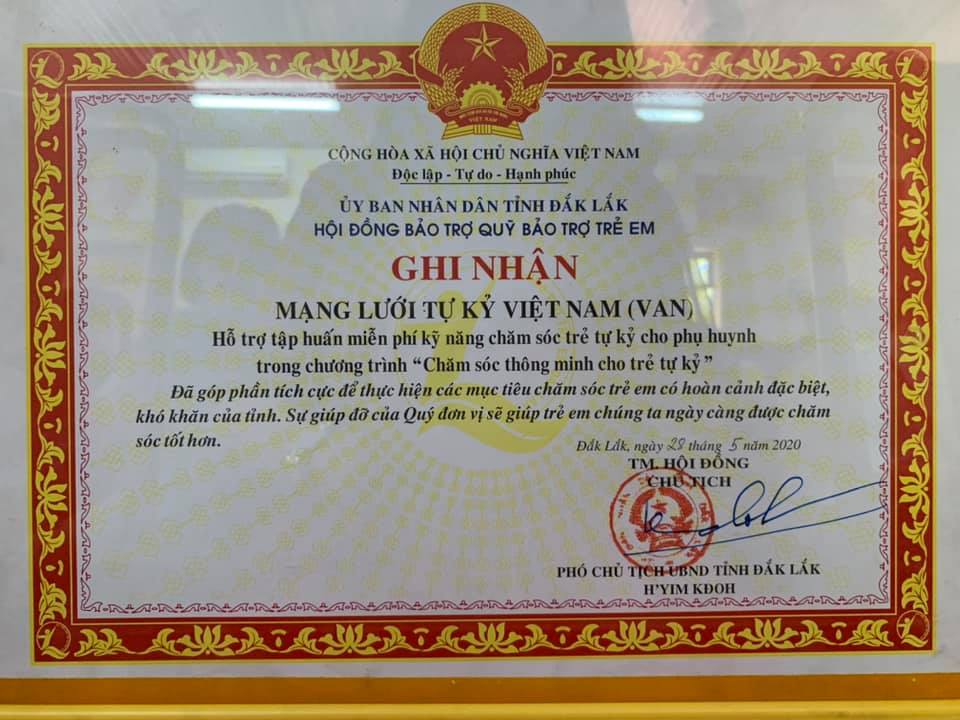 VIỆT NAM
CỘNG HÒA XÃ HỘI CHỦ NGHĨA VIỆT NAM
Độc lập - Tự do - Hạnh phúc
ỦY BAN NHÂN DÂN TỈNH ĐẮK LẮK
HỘI ĐỒNG BẢO TRỢ QUỸ BẢO TRỢ TRẺ EM
GHI NHẬN
MẠNG LƯỚI TỰ KỶ VIỆT NAM (VAN)
Hỗ trợ tập huấn miễn phí kỹ năng chăm sóc trẻ tự kỷ cho phụ huynh
trong chương trình “Chăm sóc thông minh cho trẻ tự kỷ”
Đã góp phần tích cực để thực hiện các mục tiêu chăm sóc trẻ em có hoàn cảnh đặc biệt,
khó khăn của tỉnh. Sự giúp đỡ của Quý đơn vị sẽ giúp trẻ em chúng ta ngày càng được chăm
sóc tốt hơn.
Đắk Lắk, ngày 28 tháng 5 năm 2020
TM. HỘI ĐỒNG
CHỦ TỊCH
PHÓ CHỦ TỊCH UBND TỈNH ĐẮK LẮK
H'YIM KĐOH